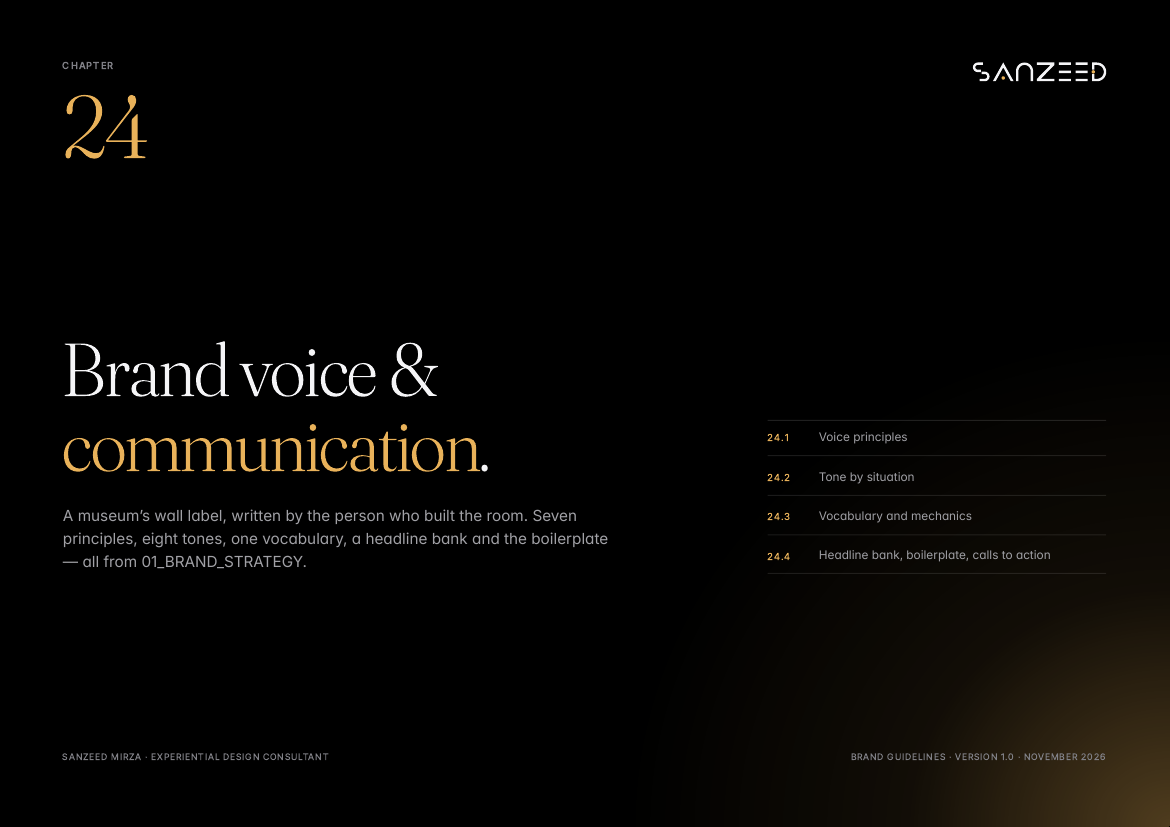 CHAPTER
SANZEED
24
Brand voice &
communication.
A museum’s wall label, written by the person who built the room. Seven
principles, eight tones, one vocabulary, a headline bank and the boilerplate
— all from 01_BRAND_STRATEGY.
24.1 Voice principles
24.2 Tone by situation
24.3 Vocabulary and mechanics
24.4 Headline bank, boilerplate, calls to action
SANZEED MIRZA · EXPERIENTIAL DESIGN CONSULTANT
BRAND GUIDELINES · VERSION 1.0 · NOVEMBER 2026